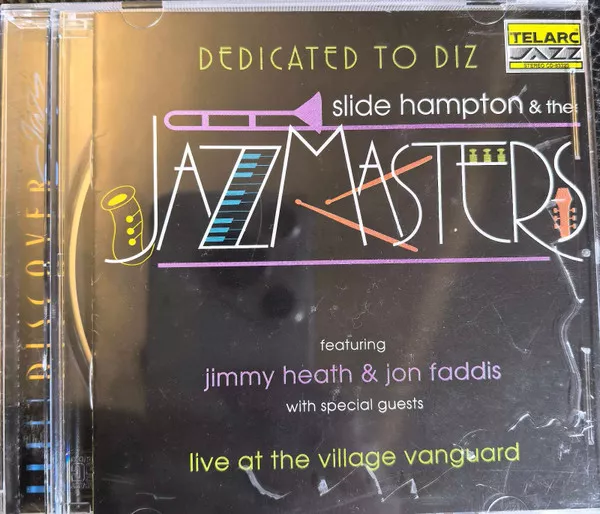 DEDICATED TO DIZ
TELARC
JAZZ
slide hampton & the
JAZZMASTERS
featuring
jimmy heath & jon faddis
with special guests
live at the village vanguard
DISCOVER